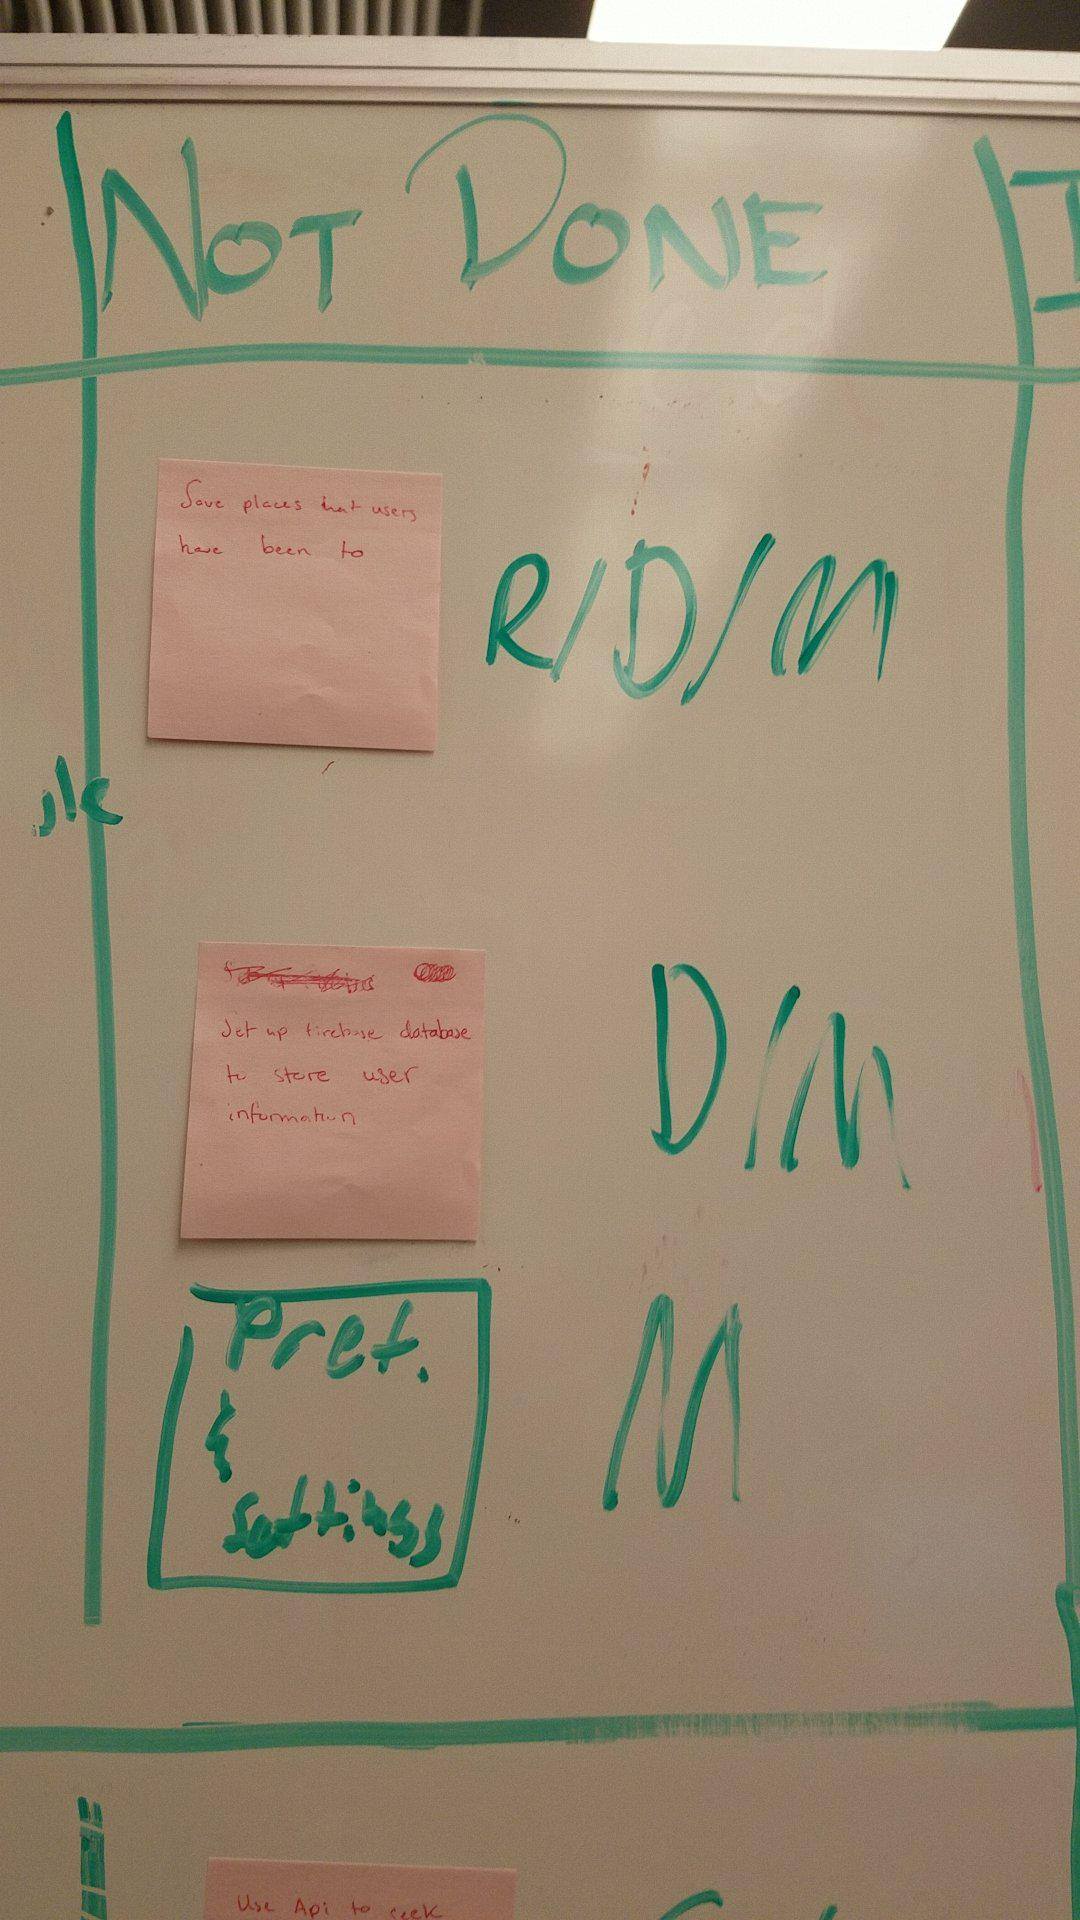 NOT DONE
Save places that users
have been to
R/D/M
Set up firebase database
to store user
information
D/M
Pref.
&
Settings
M
Use Api to seek